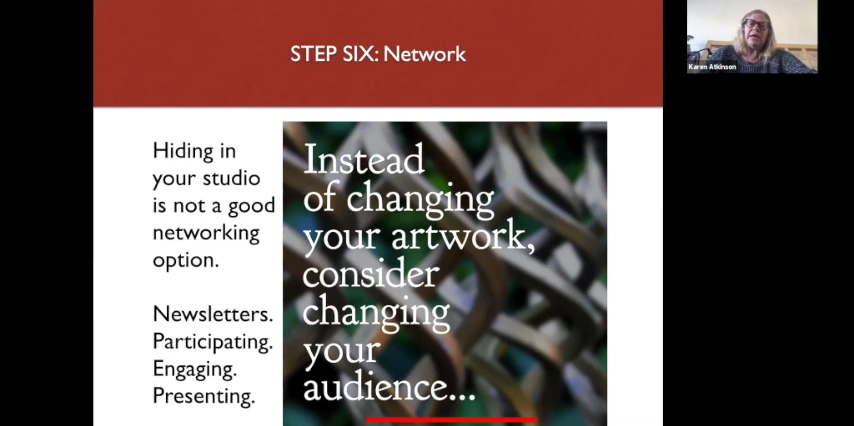 STEP SIX: Network
Karen Atkinson
Hiding in
your studio
is not a good
networking
option.
Newsletters.
Participating.
Engaging.
Presenting.
Instead
of changing
your artwork,
consider
changing
your
audience...